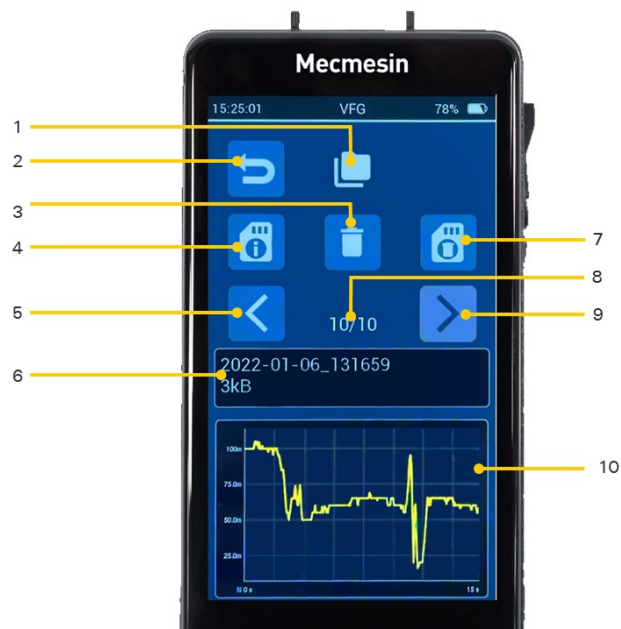 Mecmesin
15:25:01 VFG 78%
1
2
3
4
7
8
5
9
10/10
6
2022-01-06_131659
3kB
10
100m
75.0m
50.0m
25.0m
N 0 s
15 s